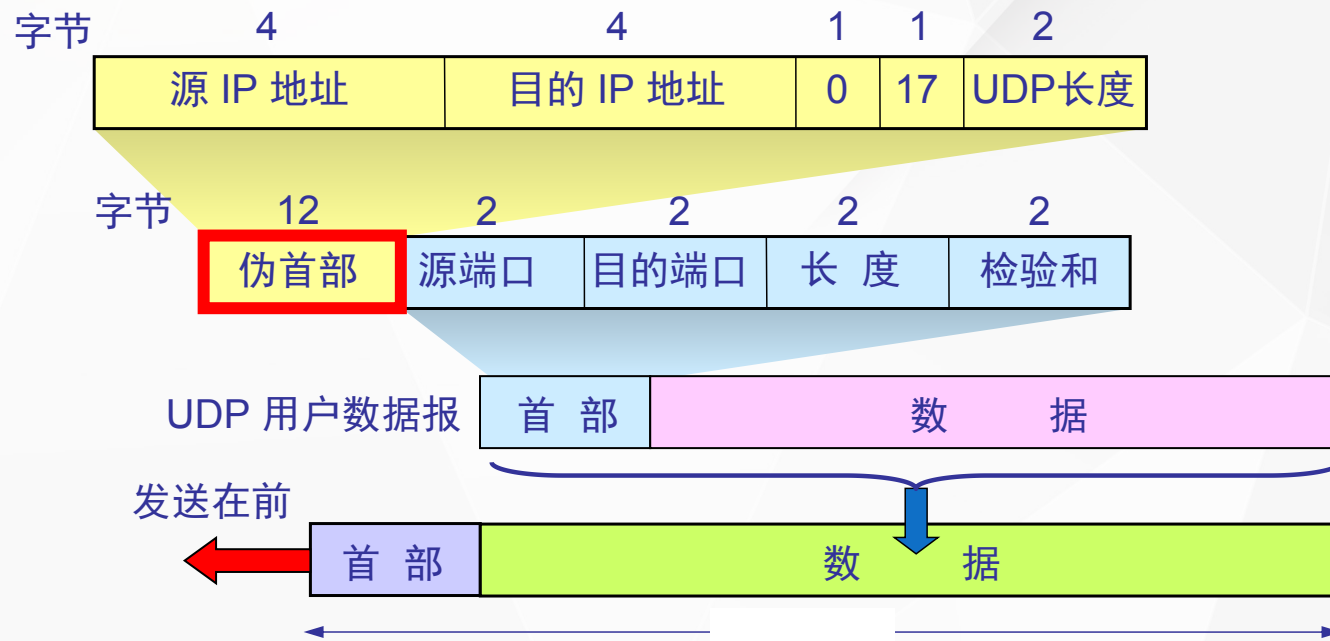 字节 4 4 1 1 2
源 IP 地址 目的 IP 地址 0 17 UDP长度
字节 12 2 2 2 2
伪首部 源端口 目的端口 长 度 检验和
UDP 用户数据报 首 部 数 据
发送在前
首 部 数 据